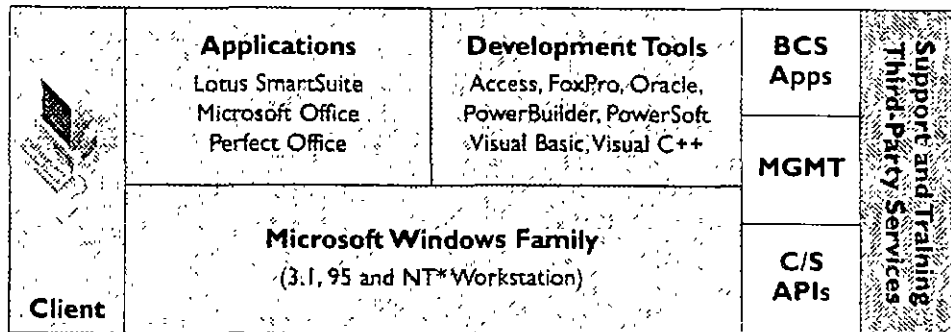 Applications
Lotus SmartSuite
Microsoft Office
Perfect Office
Development Tools
Access, FoxPro, Oracle,
PowerBuilder, PowerSoft
Visual Basic, Visual C++
Microsoft Windows Family
(3.1, 95 and NT* Workstation)
Client
BCS
Apps
MGMT
C/S
APIs
Support and Training
Third-Party Services